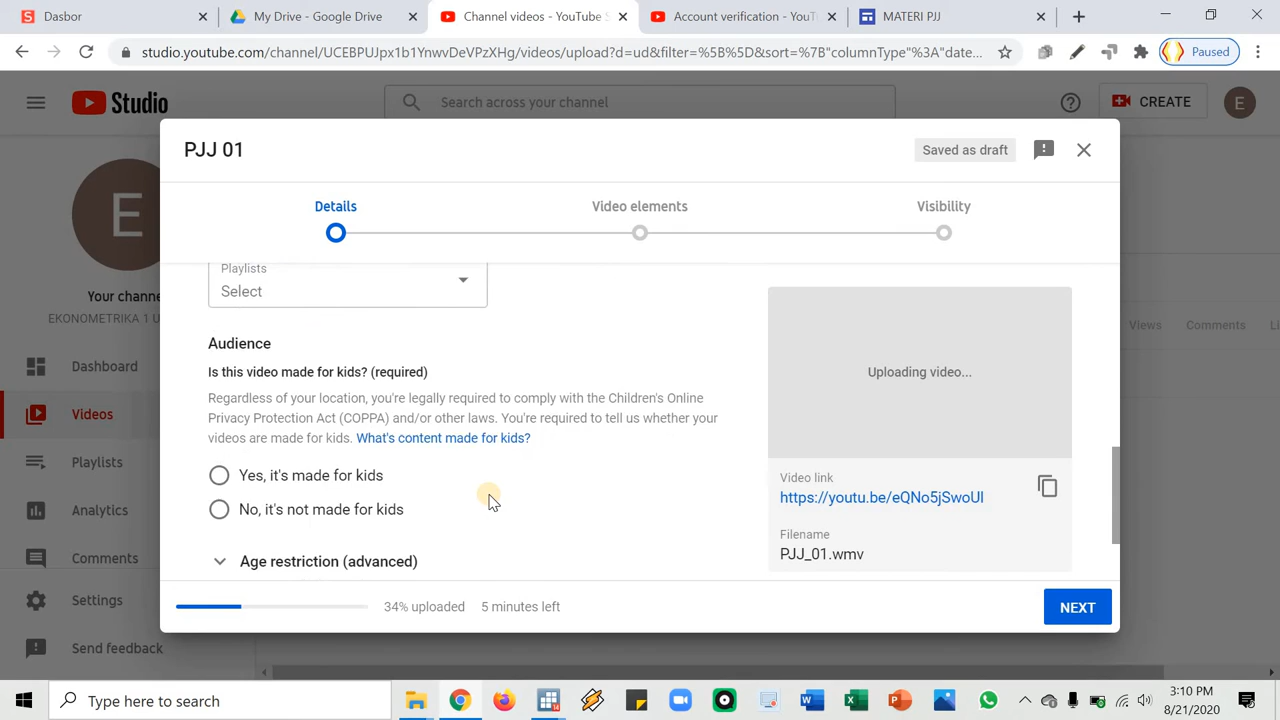 Dasbor
My Drive - Google Drive
Channel videos - YouTube S
Account verification - YouT
MATERI PJJ
studio.youtube.com/channel/UCEBPUJpx1b1YnwvDeVPzXHg/videos/upload?d=ud&filter=%5B%5D&sort=%7B"columnType"%3A"date...
Paused
Studio
Search across your channel
CREATE
E
PJJ 01
Saved as draft
Details
Video elements
Visibility
E
Your chann
EKONOMETRIKA 1 U
Dashboard
Videos
Playlists
Analytics
Comments
Settings
Send feedback
Views
Comments
Li
Playlists
Select
Audience
Is this video made for kids? (required)
Regardless of your location, you're legally required to comply with the Children's Online
Privacy Protection Act (COPPA) and/or other laws. You're required to tell us whether your
videos are made for kids. What's content made for kids?
Yes, it's made for kids
No, it's not made for kids
Age restriction (advanced)
Uploading video...
Video link
https://youtu.be/eQNo5jSwoUI
Filename
PJJ_01.wmv
34% uploaded
5 minutes left
NEXT
Type here to search
3:10 PM
8/21/2020